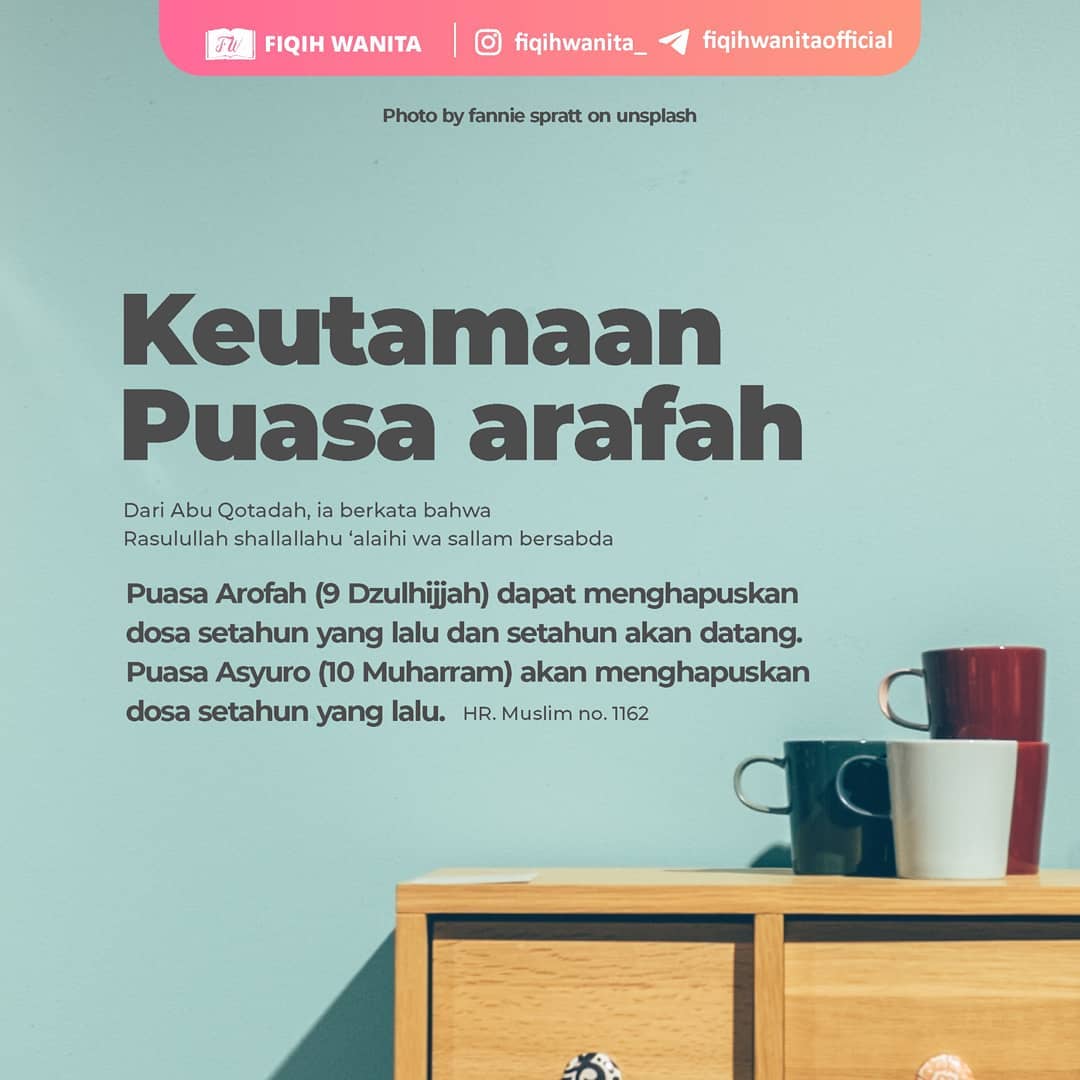 FW FIQIH WANITA fiqihwanita_ fiqihwanitaofficial
Photo by fannie spratt on unsplash
Keutamaan
Puasa arafah
Dari Abu Qotadah, ia berkata bahwa
Rasulullah shallallahu ‘alaihi wa sallam bersabda
Puasa Arofah (9 Dzulhijjah) dapat menghapuskan
dosa setahun yang lalu dan setahun akan datang.
Puasa Asyuro (10 Muharram) akan menghapuskan
dosa setahun yang lalu. HR. Muslim no. 1162